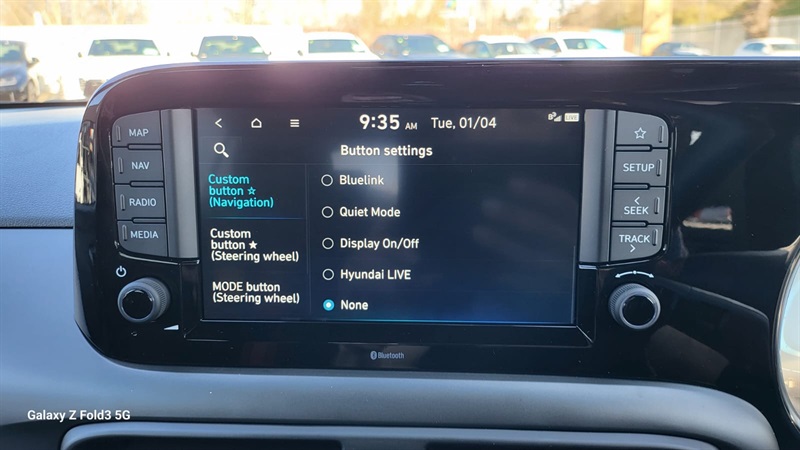 9:35 AM Tue, 01/04 LIVE
MAP
NAV
RADIO
MEDIA
Button settings
Custom
button ☆
(Navigation)
Custom
button ★
(Steering wheel)
MODE button
(Steering wheel)
Bluelink
Quiet Mode
Display On/Off
Hyundai LIVE
None
☆
SETUP
<
SEEK
TRACK
>
Bluetooth
Galaxy Z Fold3 5G